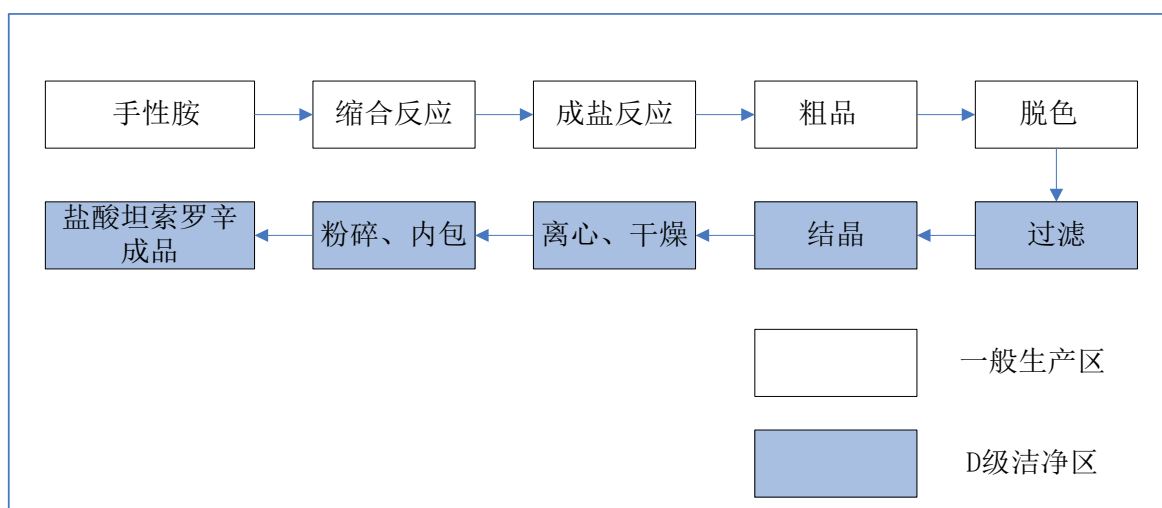 手性胺
缩合反应
成盐反应
粗品
脱色
盐酸坦索罗辛
成品
粉碎、内包
离心、干燥
结晶
过滤
一般生产区
D级洁净区